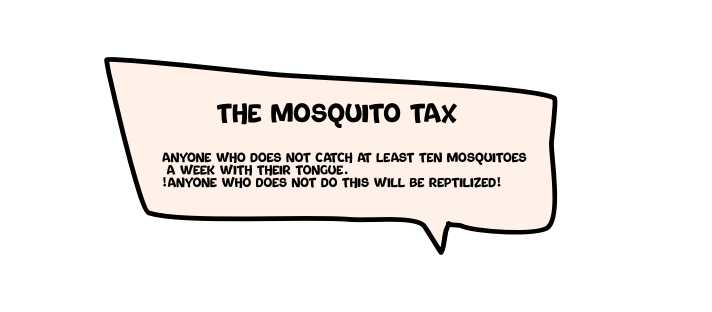 THE MOSQUITO TAX
ANYONE WHO DOES NOT CATCH AT LEAST TEN MOSQUITOES
A WEEK WITH THEIR TONGUE.
!ANYONE WHO DOES NOT DO THIS WILL BE REPTILIZED!